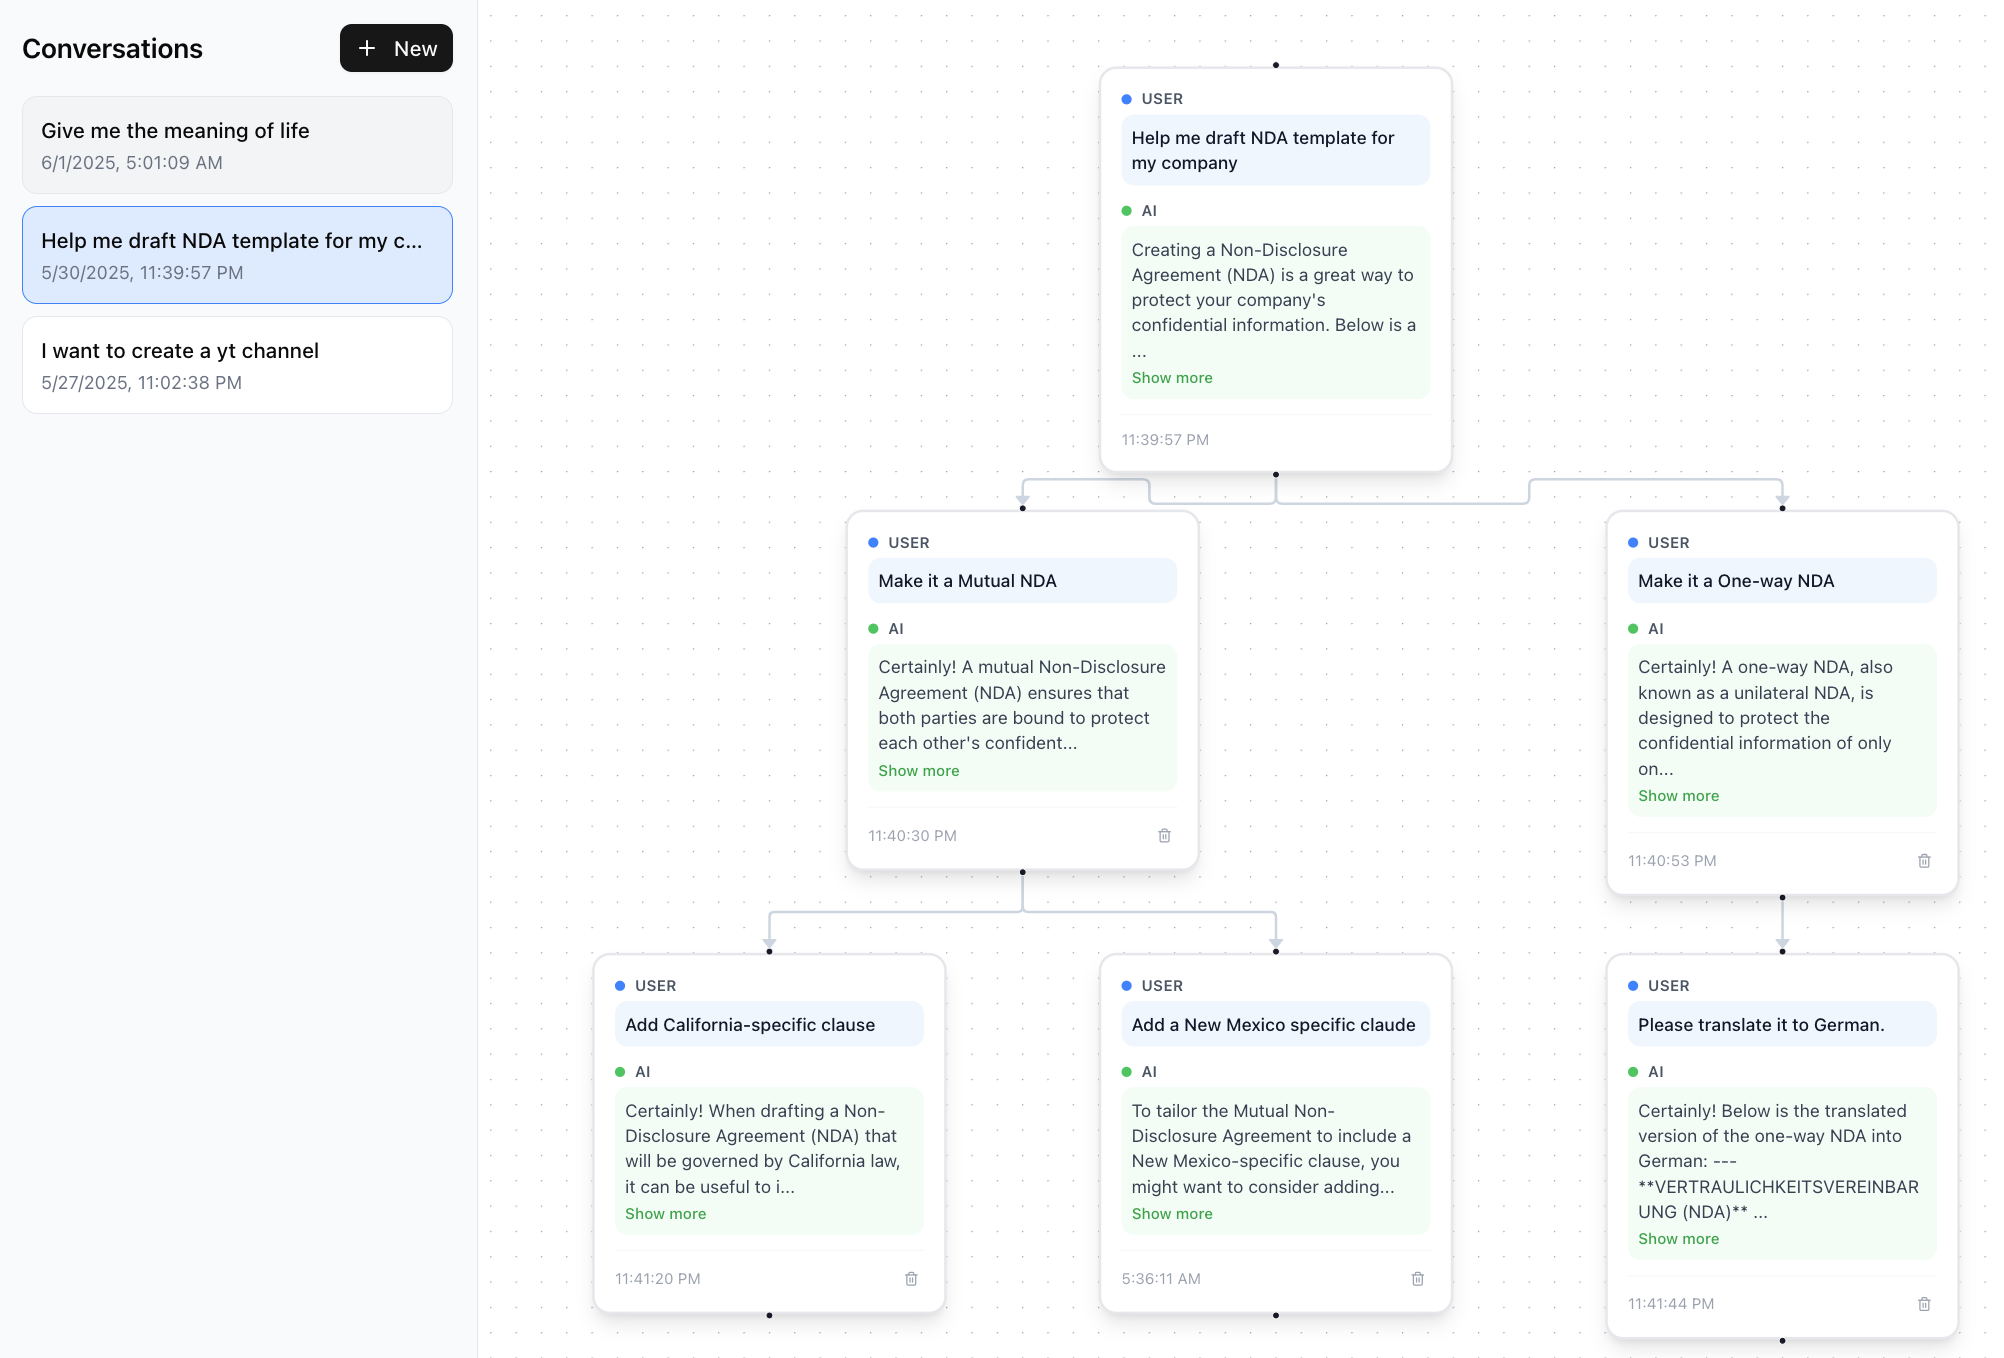 Conversations
+ New
Give me the meaning of life
6/1/2025, 5:01:09 AM
Help me draft NDA template for my c...
5/30/2025, 11:39:57 PM
I want to create a yt channel
5/27/2025, 11:02:38 PM
USER
Help me draft NDA template for
my company
AI
Creating a Non-Disclosure
Agreement (NDA) is a great way to
protect your company's
confidential information. Below is a
...
Show more
11:39:57 PM
USER
Make it a Mutual NDA
AI
Certainly! A mutual Non-Disclosure
Agreement (NDA) ensures that
both parties are bound to protect
each other's confident...
Show more
11:40:30 PM
USER
Make it a One-way NDA
AI
Certainly! A one-way NDA, also
known as a unilateral NDA, is
designed to protect the
confidential information of only
on...
Show more
11:40:53 PM
USER
Add California-specific clause
AI
Certainly! When drafting a Non-
Disclosure Agreement (NDA) that
will be governed by California law,
it can be useful to i...
Show more
11:41:20 PM
USER
Add a New Mexico specific claude
AI
To tailor the Mutual Non-
Disclosure Agreement to include a
New Mexico-specific clause, you
might want to consider adding...
Show more
5:36:11 AM
USER
Please translate it to German.
AI
Certainly! Below is the translated
version of the one-way NDA into
German: ---
**VERTRAULICHKEITSVEREINBAR
UNG (NDA)** ...
Show more
11:41:44 PM